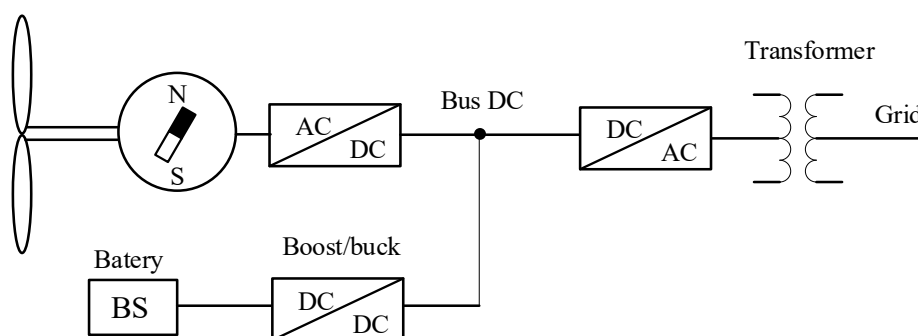 Transformer
N
S
AC
DC
Bus DC
DC
AC
Grid
Batery
BS
Boost/buck
DC
DC